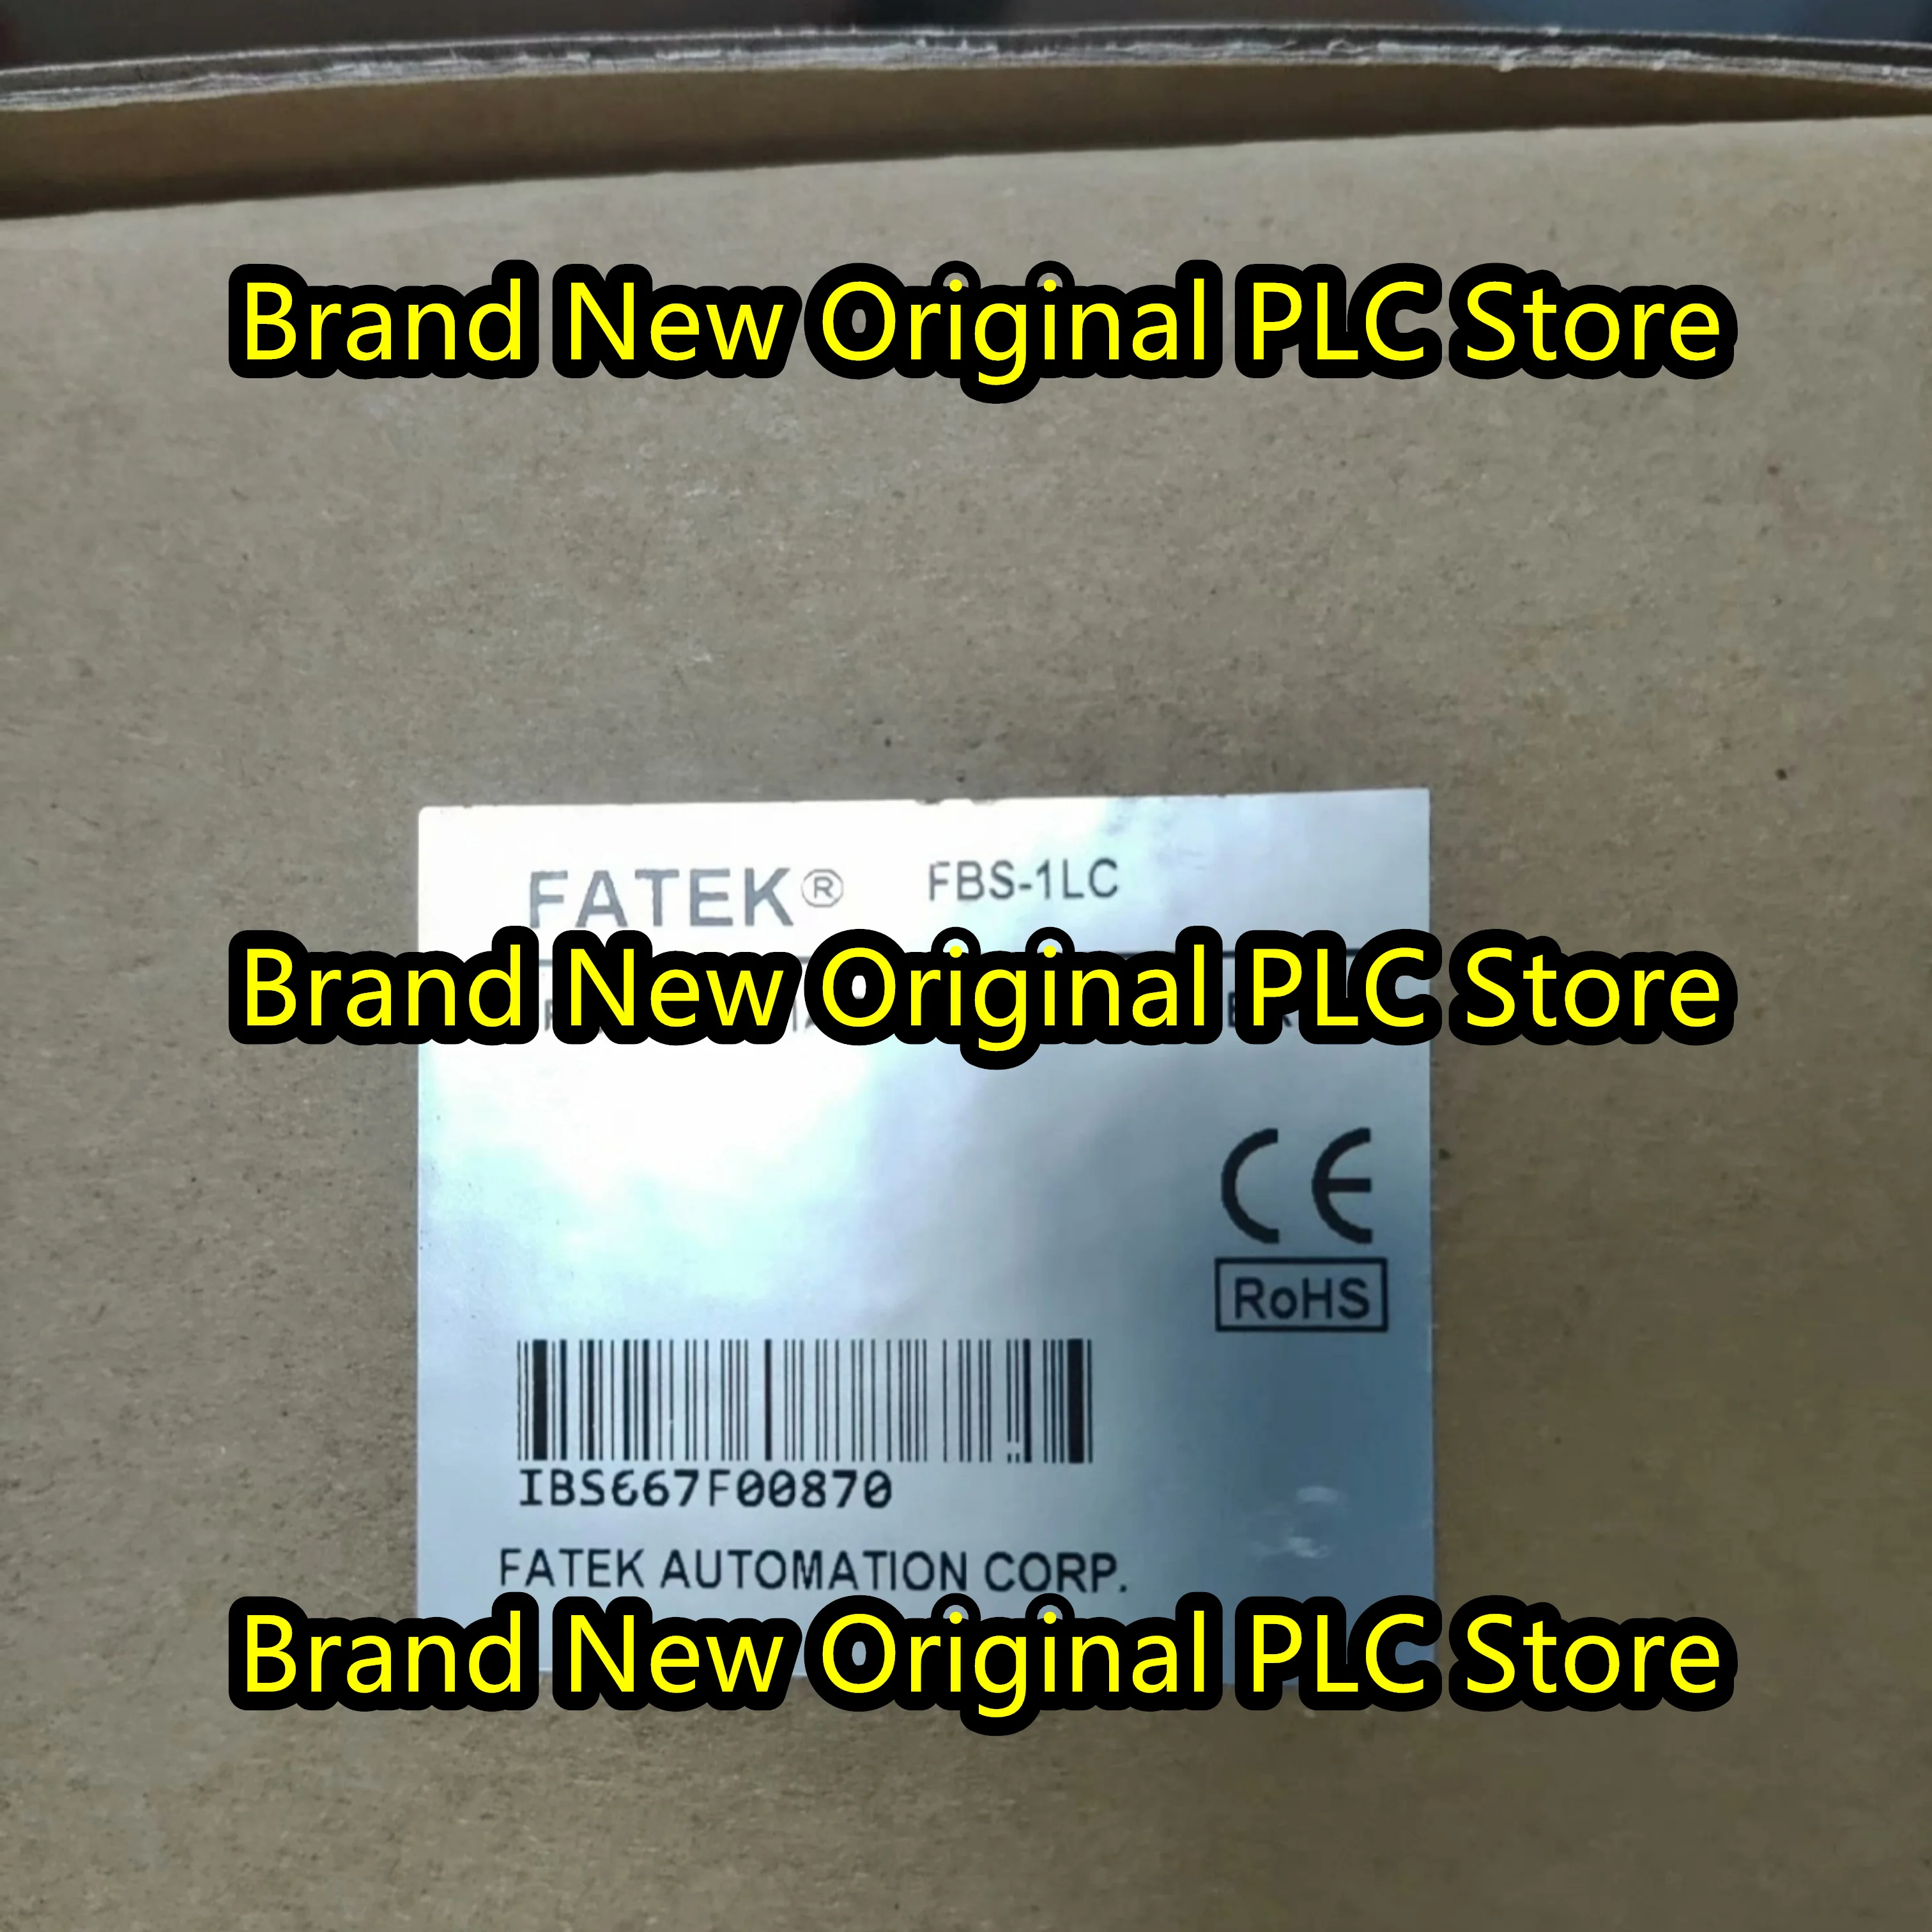 Brand New Original PLC Store
FATEK® FBS-1LC
Brand New Original PLC Store
CE
RoHS
IBS667F00870
FATEK AUTOMATION CORP.
Brand New Original PLC Store